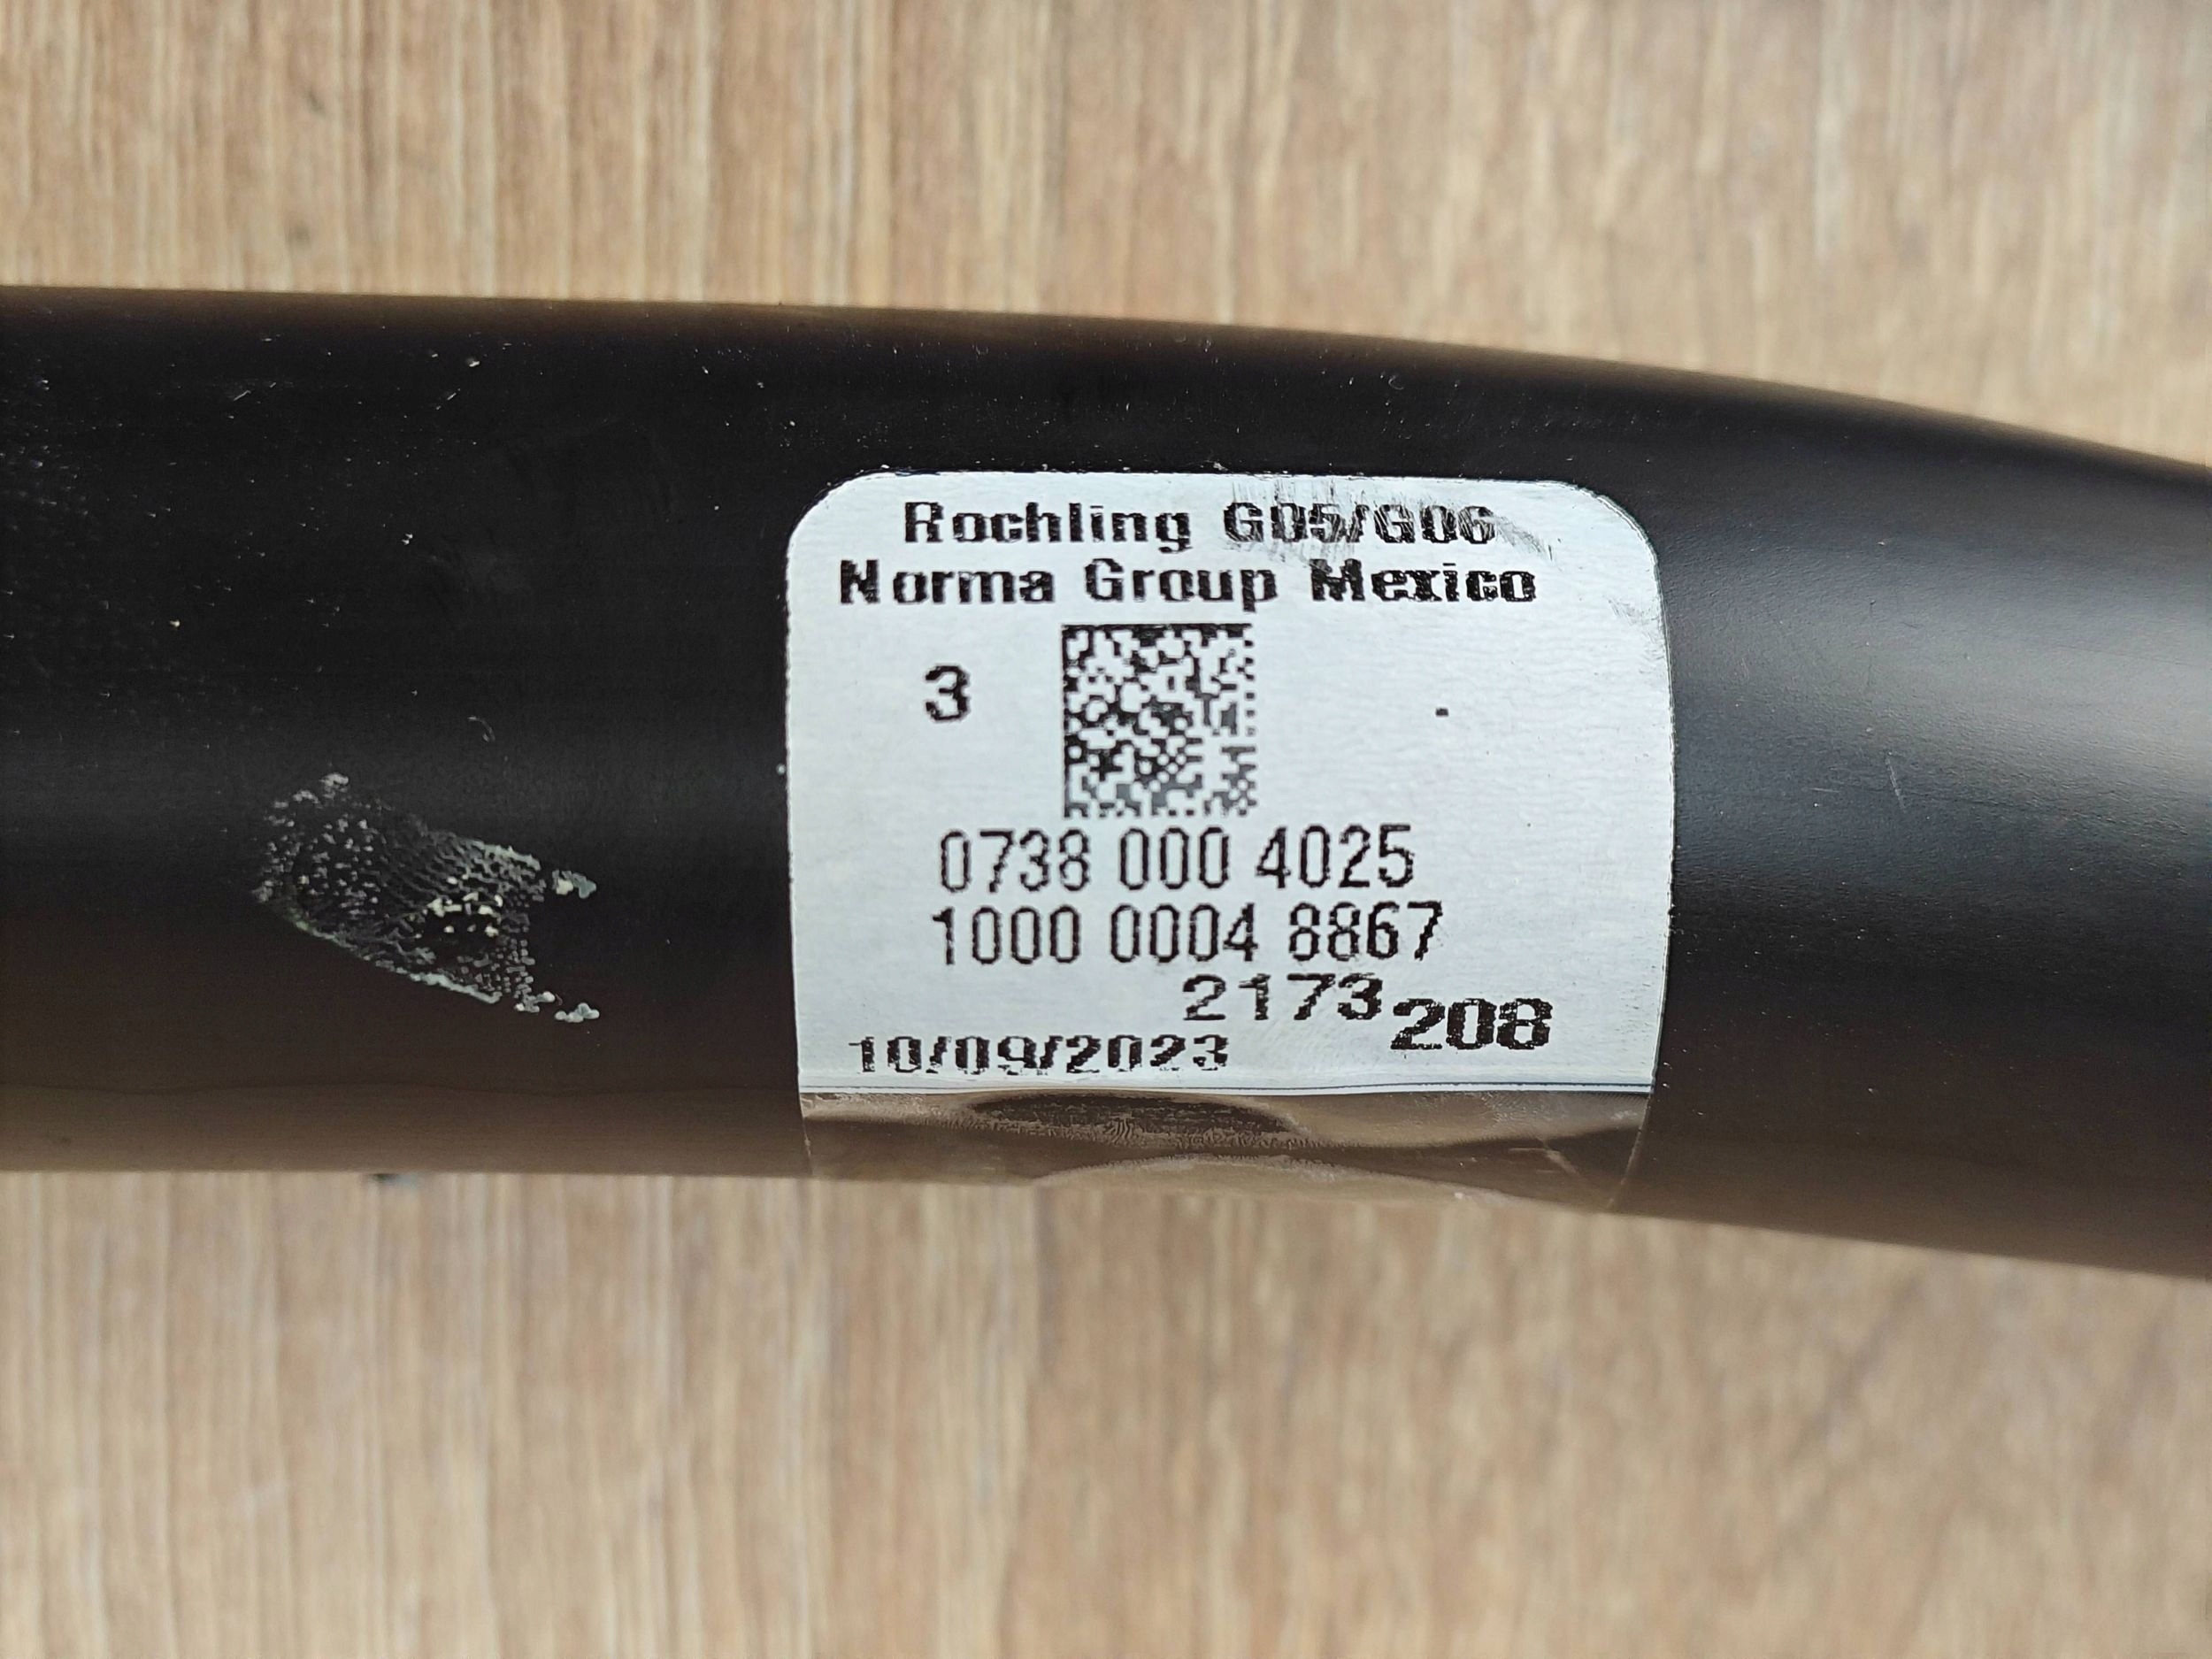 Rochling G05/G06
Norma Group Mexico
3
0738 000 4025
1000 0004 8867
2173
208
10/09/2023